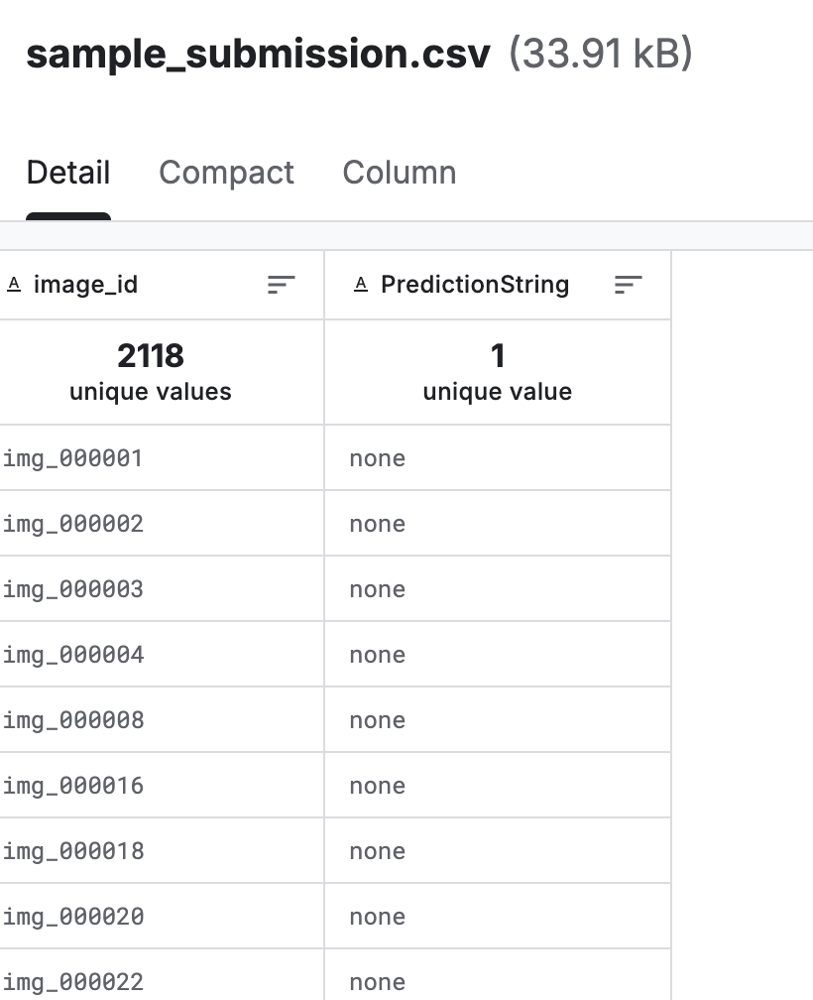 sample_submission.csv (33.91 kB)
Detail Compact Column
A image_id A PredictionString
2118 1
unique values unique value
img_000001 none
img_000002 none
img_000003 none
img_000004 none
img_000008 none
img_000016 none
img_000018 none
img_000020 none
img_000022 none